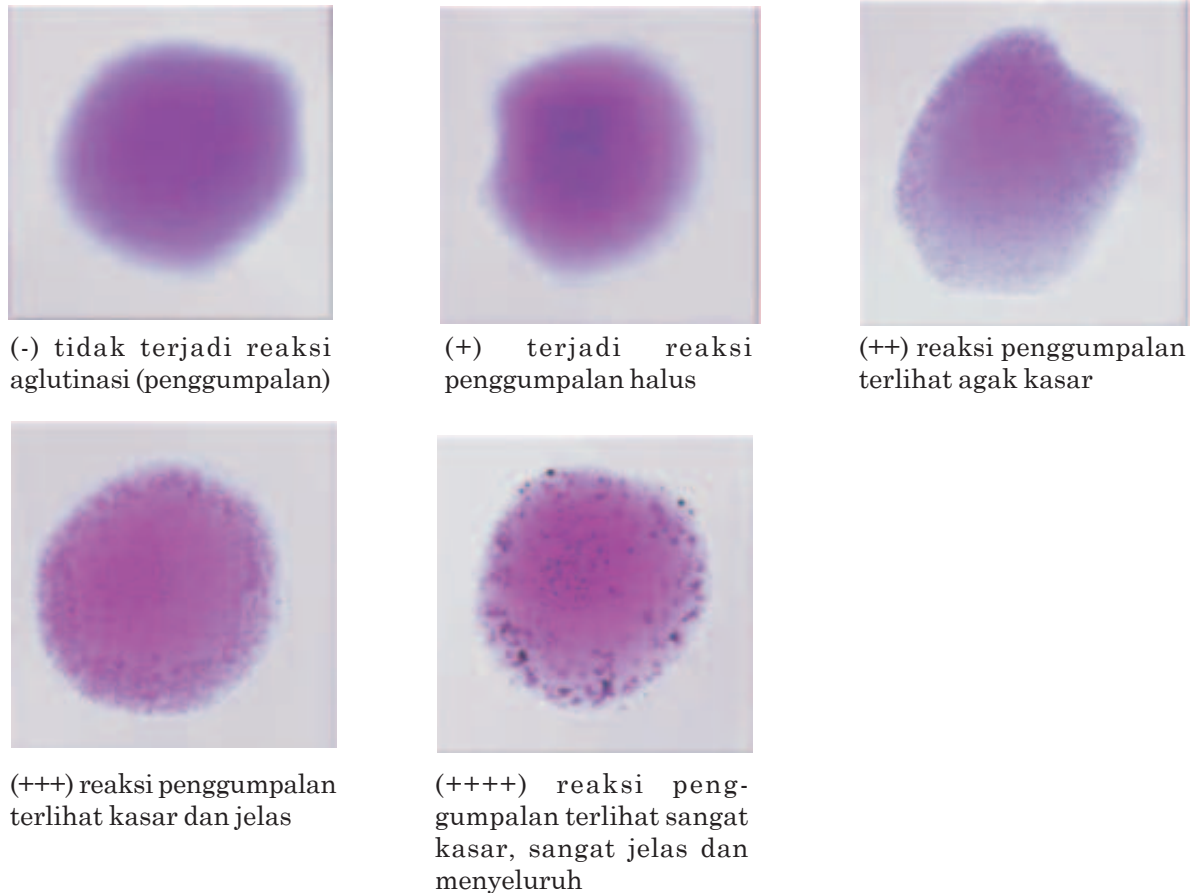 (-) tidak terjadi reaksi
aglutinasi (penggumpalan)
(+) terjadi reaksi
penggumpalan halus
(++) reaksi penggumpalan
terlihat agak kasar
(+++) reaksi penggumpalan
terlihat kasar dan jelas
(++++) reaksi peng-
gumpalan terlihat sangat
kasar, sangat jelas dan
menyeluruh